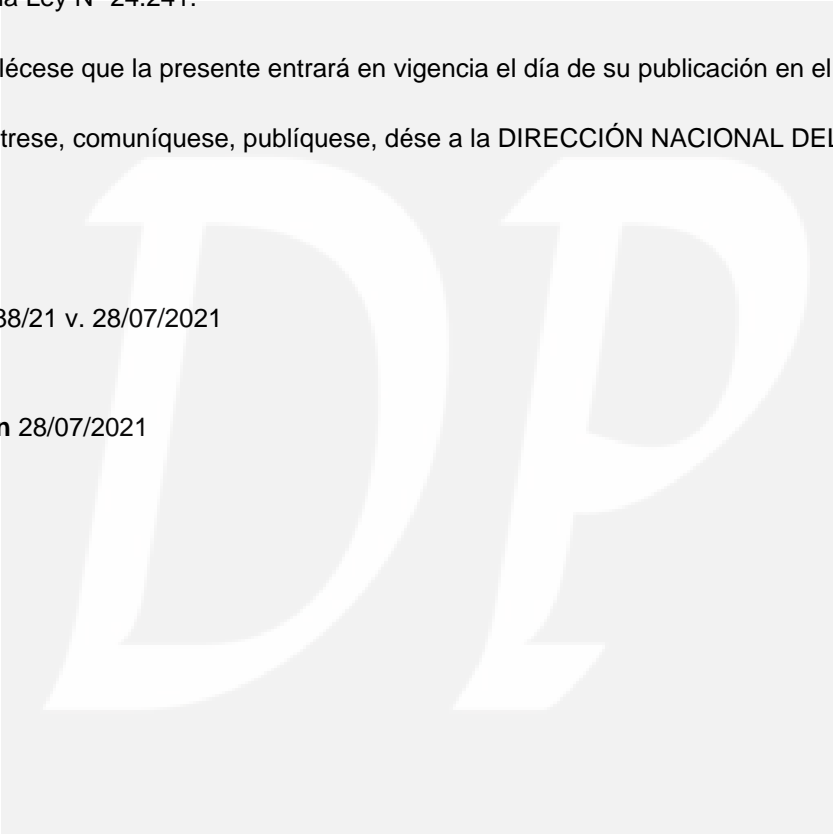 la Ley N° 24.241.
lécese que la presente entrará en vigencia el día de su publicación en el
trese, comuníquese, publíquese, dése a la DIRECCIÓN NACIONAL DEL
38/21 v. 28/07/2021
n 28/07/2021
DP